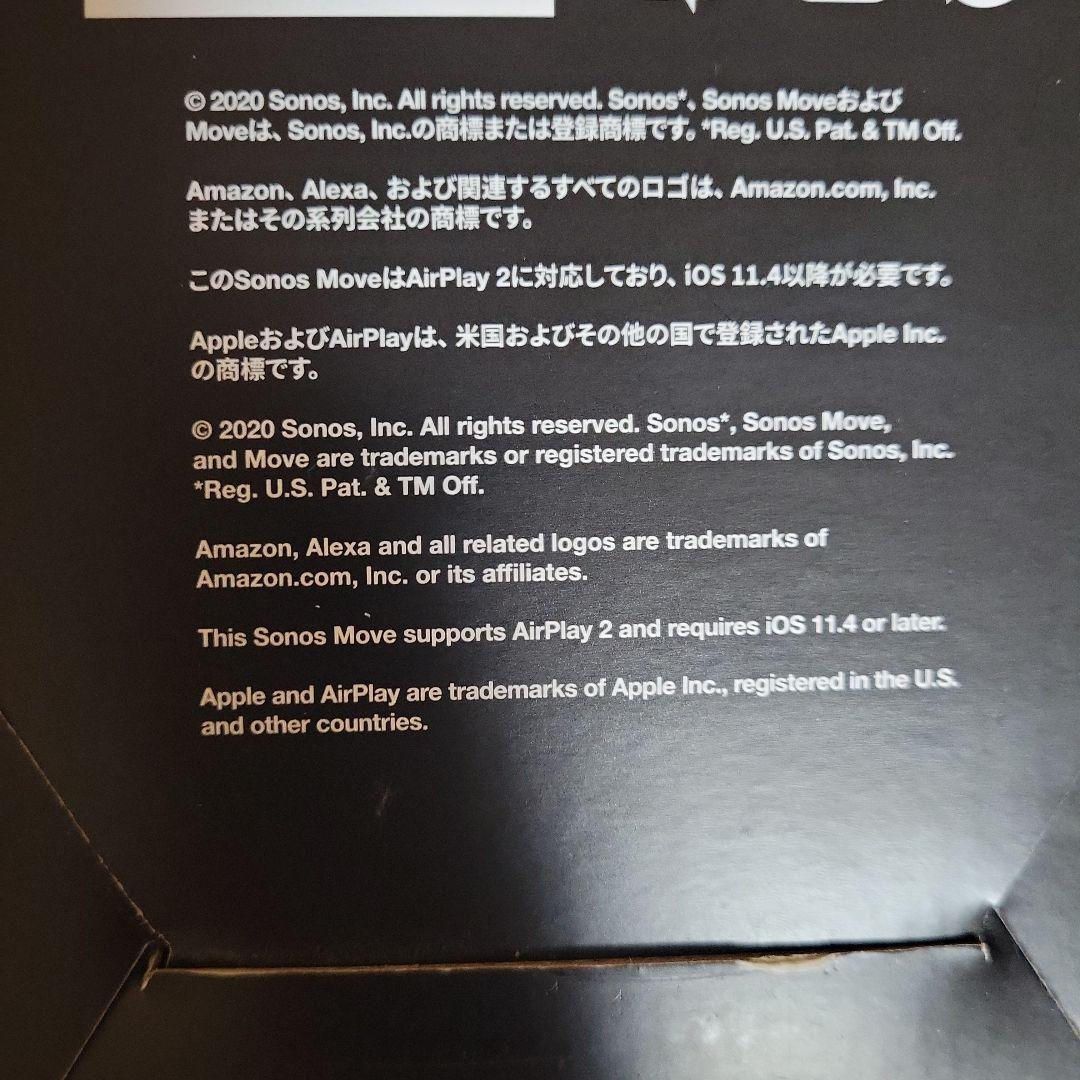 © 2020 Sonos, Inc. All rights reserved. Sonos*、Sonos Moveおよび
Moveは、Sonos, Inc.の商標または登録商標です。*Reg. U.S. Pat. & TM Off.
Amazon、Alexa、および関連するすべてのロゴは、Amazon.com, Inc.
またはその系列会社の商標です。
このSonos MoveはAirPlay 2に対応しており、iOS 11.4以降が必要です。
AppleおよびAirPlayは、米国およびその他の国で登録されたApple Inc.
の商標です。
© 2020 Sonos, Inc. All rights reserved. Sonos*, Sonos Move,
and Move are trademarks or registered trademarks of Sonos, Inc.
*Reg. U.S. Pat. & TM Off.
Amazon, Alexa and all related logos are trademarks of
Amazon.com, Inc. or its affiliates.
This Sonos Move supports AirPlay 2 and requires iOS 11.4 or later.
Apple and AirPlay are trademarks of Apple Inc., registered in the U.S.
and other countries.